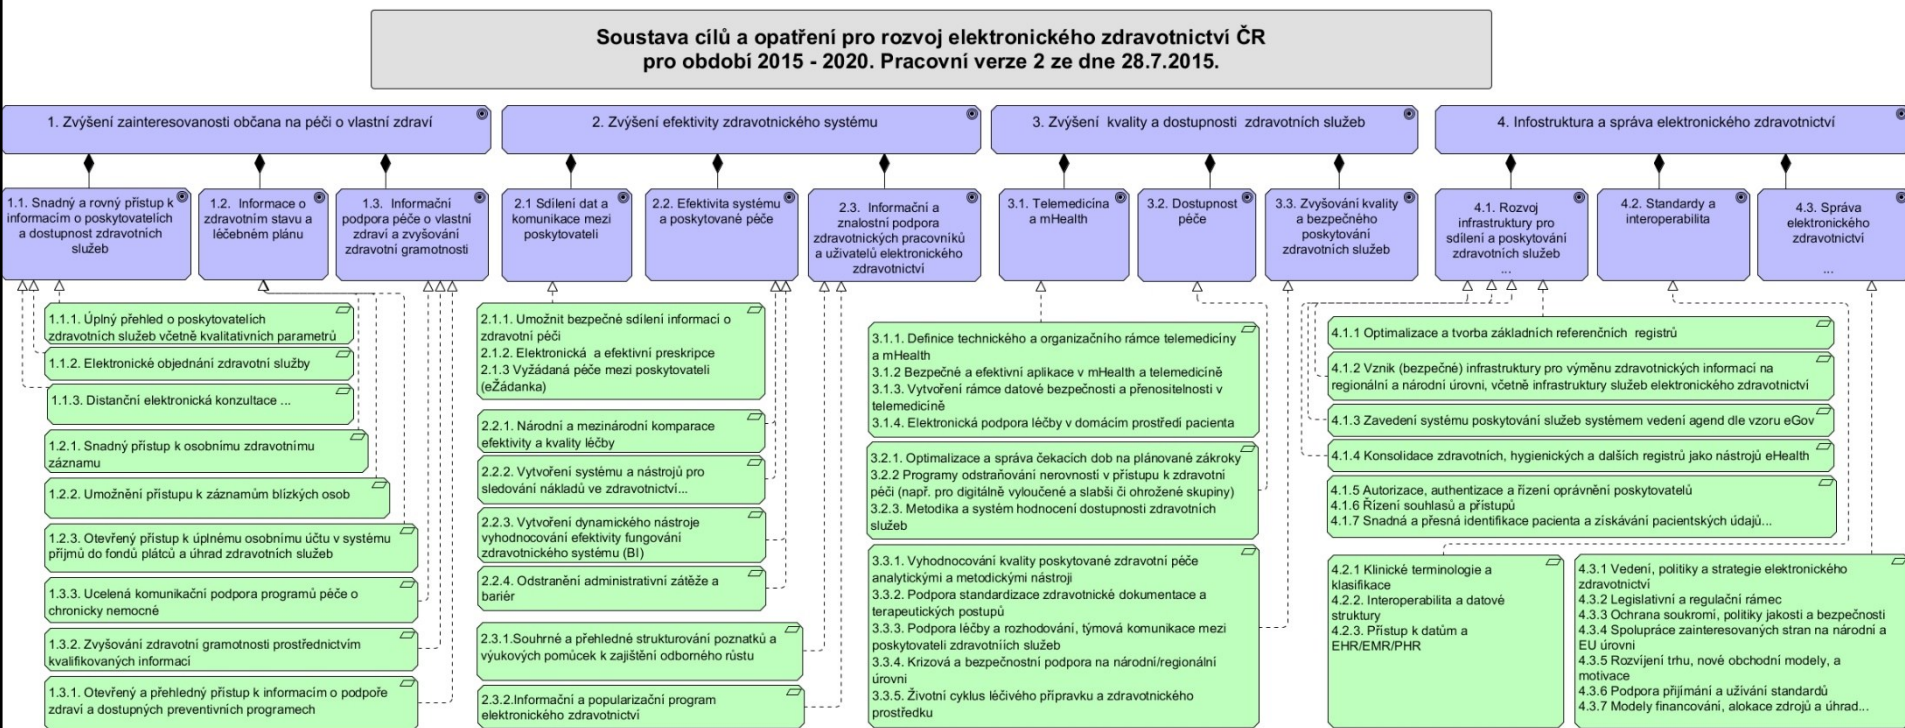 Soustava cílů a opatření pro rozvoj elektronického zdravotnictví ČR
pro období 2015 - 2020. Pracovní verze 2 ze dne 28.7.2015.
1. Zvýšení zainteresovanosti občana na péči o vlastní zdraví
2. Zvýšení efektivity zdravotnického systému
3. Zvýšení  kvality a dostupnosti  zdravotních služeb
4. Infostruktura a správa elektronického zdravotnictví
1.1. Snadný a rovný přístup k
informacím o poskytovatelích
a dostupnost zdravotních
služeb
1.2.  Informace o
zdravotním stavu a
léčebném plánu
1.3.  Informační
podpora péče o vlastní
zdraví a zvyšování
zdravotní gramotnosti
2.1 Sdílení dat a
komunikace mezi
poskytovateli
2.2. Efektivita systému
a poskytované péče
2.3.  Informační a
znalostní podpora
zdravotnických pracovníků
a uživatelů elektronického
zdravotnictví
3.1. Telemedicína
a mHealth
3.2. Dostupnost
péče
3.3. Zvyšování kvality
a bezpečného
poskytování
zdravotních služeb
4.1. Rozvoj
infrastruktury pro
sdílení a poskytování
zdravotních služeb
...
4.2. Standardy a
interoperabilita
4.3. Správa
elektronického
zdravotnictví
...
1.1.1. Úplný přehled o poskytovatelích
zdravotních služeb včetně kvalitativních parametrů
1.1.2. Elektronické objednání zdravotní služby
1.1.3. Distanční elektronická konzultace ...
1.2.1. Snadný přístup k osobnímu zdravotnímu
záznamu
1.2.2. Umožnění přístupu k záznamům blízkých osob
1.2.3. Otevřený přístup k úplnému osobnímu účtu v systému
příjmů do fondů plátců a úhrad zdravotních služeb
1.3.3. Ucelená komunikační podpora programů péče o
chronicky nemocné
1.3.2. Zvyšování zdravotní gramotnosti prostřednictvím
kvalifikovaných informací
1.3.1. Otevřený a přehledný přístup k informacím o podpoře
zdraví a dostupných preventivních programech
2.1.1. Umožnit bezpečné sdílení informací o
zdravotní péči
2.1.2. Elektronická  a efektivní preskripce
2.1.3 Vyžádaná péče mezi poskytovateli
(eŽádanka)
2.2.1. Národní a mezinárodní komparace
efektivity a kvality léčby
2.2.2. Vytvoření systému a nástrojů pro
sledování nákladů ve zdravotnictví...
2.2.3. Vytvoření dynamického nástroje
vyhodnocování efektivity fungování
zdravotnického systému (BI)
2.2.4. Odstranění administrativní zátěže a
bariér
2.3.1.Souhrné a přehledné strukturování poznatků a
výukových pomůcek k zajištění odborného růstu
2.3.2.Informační a popularizační program
elektronického zdravotnictví
3.1.1. Definice technického a organizačního rámce telemedicíny
a mHealth
3.1.2 Bezpečné a efektivní aplikace v mHealth a telemedicíně
3.1.3. Vytvoření rámce datové bezpečnosti a přenositelnosti v
telemedicíně
3.1.4. Elektronická podpora léčby v domácím prostředí pacienta
3.2.1. Optimalizace a správa čekacích dob na plánované zákroky
3.2.2 Programy odstraňování nerovností v přístupu k zdravotní
péči (např. pro digitálně vyloučené a slabši či ohrožené skupiny)
3.2.3. Metodika a systém hodnocení dostupnosti zdravotních
služeb
3.3.1. Vyhodnocování kvality poskytované zdravotní péče
analytickými a metodickými nástroji
3.3.2. Podpora standardizace zdravotnické dokumentace a
terapeutických postupů
3.3.3. Podpora léčby a rozhodování, týmová komunikace mezi
poskytovateli zdravotníích služeb
3.3.4. Krizová a bezpečnostní podpora na národní/regionální
úrovni
3.3.5. Životní cyklus léčivého přípravku a zdravotnického
prostředku
4.1.1 Optimalizace a tvorba základních referenčních  registrů
4.1.2 Vznik (bezpečné) infrastruktury pro výměnu zdravotnických informací na
regionální a národní úrovni, včetně infrastruktury služeb elektronického zdravotnictví
4.1.3 Zavedení systému poskytování služeb systémem vedení agend dle vzoru eGov
4.1.4 Konsolidace zdravotních, hygienických a dalších registrů jako nástrojů eHealth
4.1.5 Autorizace, authentizace a řízení oprávnění poskytovatelů
4.1.6 Řízení souhlasů a přístupů
4.1.7 Snadná a přesná identifikace pacienta a získávání pacientských údajů...
4.2.1 Klinické terminologie a
klasifikace
4.2.2. Interoperabilita a datové
struktury
4.2.3. Přístup k datům a
EHR/EMR/PHR
4.3.1 Vedení, politiky a strategie elektronického
zdravotnictví
4.3.2 Legislativní a regulační rámec
4.3.3 Ochrana soukromí, politiky jakosti a bezpečnosti
4.3.4 Spolupráce zainteresovaných stran na národní a
EU úrovni
4.3.5 Rozvíjení trhu, nové obchodní modely, a
motivace
4.3.6 Podpora přijímání a užívání standardů
4.3.7 Modely financování, alokace zdrojů a úhrad...